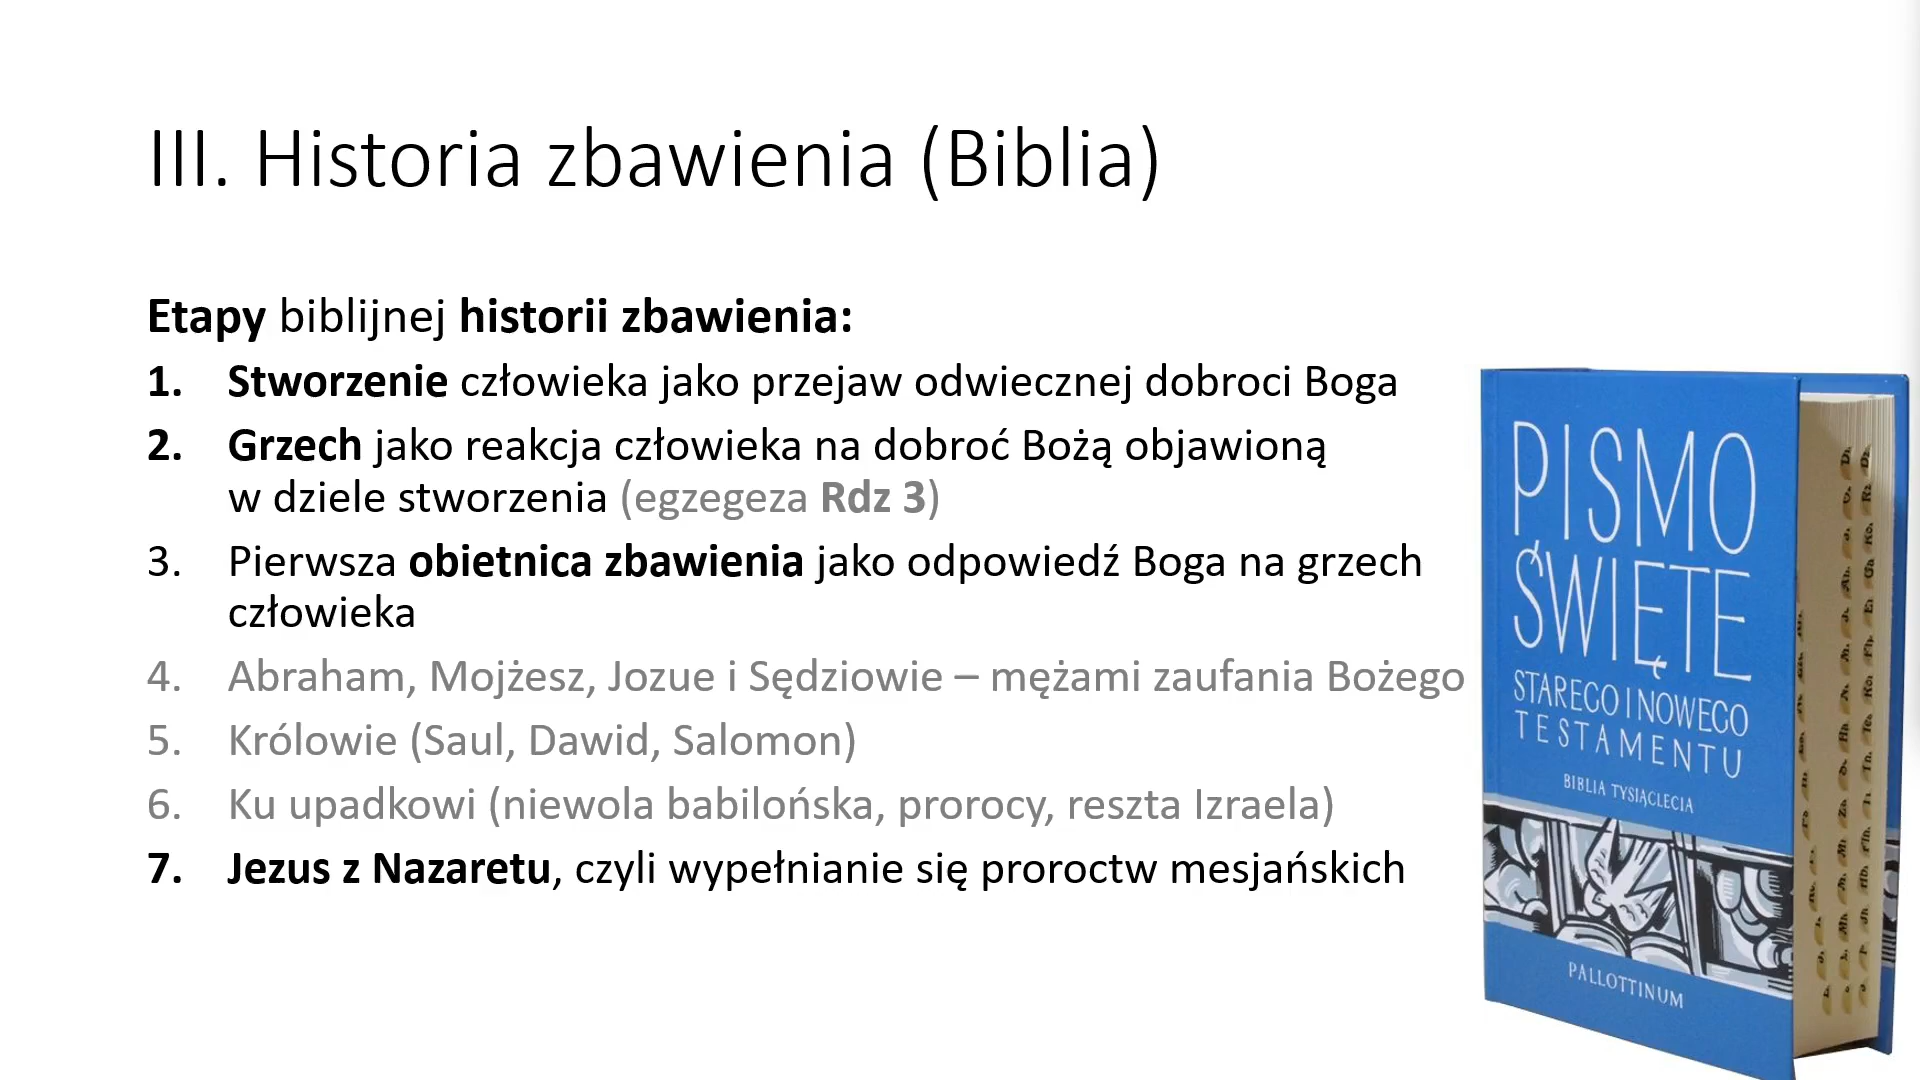 III. Historia zbawienia (Biblia)
Etapy biblijnej historii zbawienia:
1. Stworzenie człowieka jako przejaw odwiecznej dobroci Boga
2. Grzech jako reakcja człowieka na dobroć Bożą objawioną
w dziele stworzenia (egzegeza Rdz 3)
3. Pierwsza obietnica zbawienia jako odpowiedź Boga na grzech
człowieka
4. Abraham, Mojżesz, Jozue i Sędziowie – mężami zaufania Bożego
5. Królowie (Saul, Dawid, Salomon)
6. Ku upadkowi (niewola babilońska, prorocy, reszta Izraela)
7. Jezus z Nazaretu, czyli wypełnianie się proroctw mesjańskich
PISMO
ŚWIĘTE
STAREGO I NOWEGO
TESTAMENTU
BIBLIA TYSIĄCLECIA
PALLOTTINUM